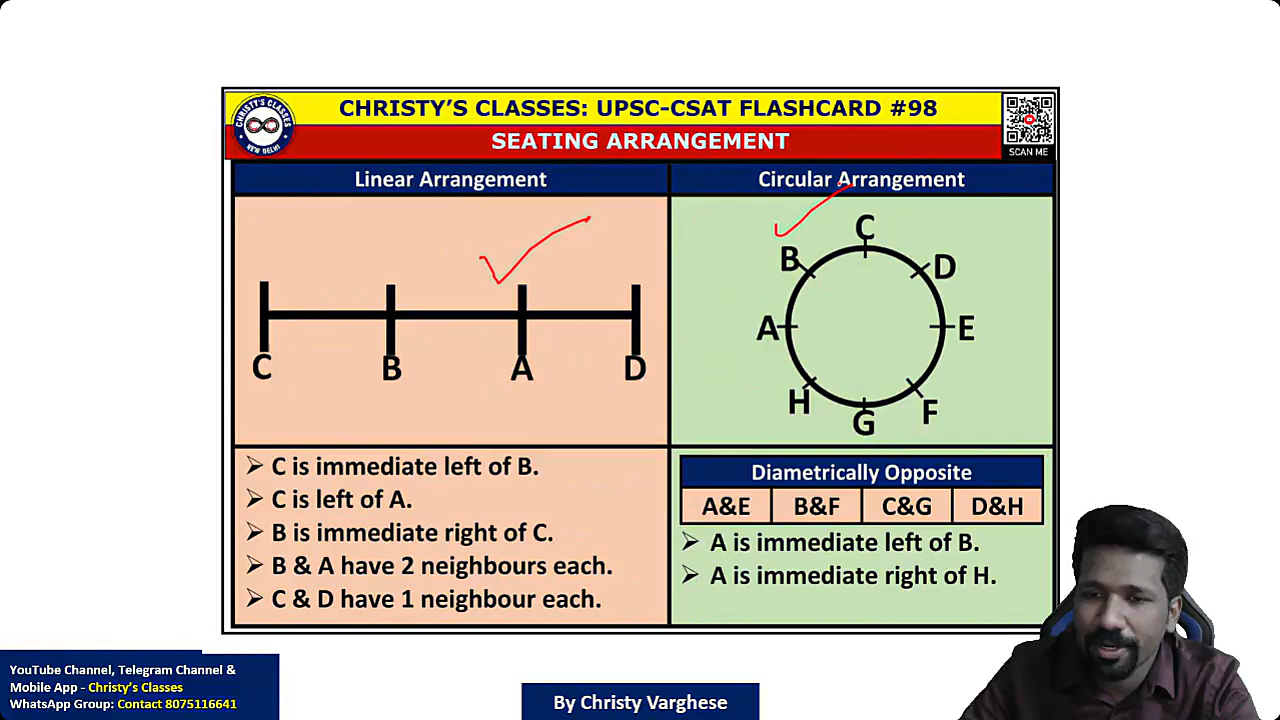 CHRISTY'S CLASSES: UPSC-CSAT FLASHCARD #98
CHRISTY'S CLASSES
NEW DELHI
SCAN ME
SEATING ARRANGEMENT
Linear Arrangement
C B A D
➢ C is immediate left of B.
➢ C is left of A.
➢ B is immediate right of C.
➢ B & A have 2 neighbours each.
➢ C & D have 1 neighbour each.
Circular Arrangement
C
B D
A E
H F
G
Diametrically Opposite
A&E B&F C&G D&H
➢ A is immediate left of B.
➢ A is immediate right of H.
YouTube Channel, Telegram Channel &
Mobile App - Christy's Classes
WhatsApp Group: Contact 8075116641
By Christy Varghese